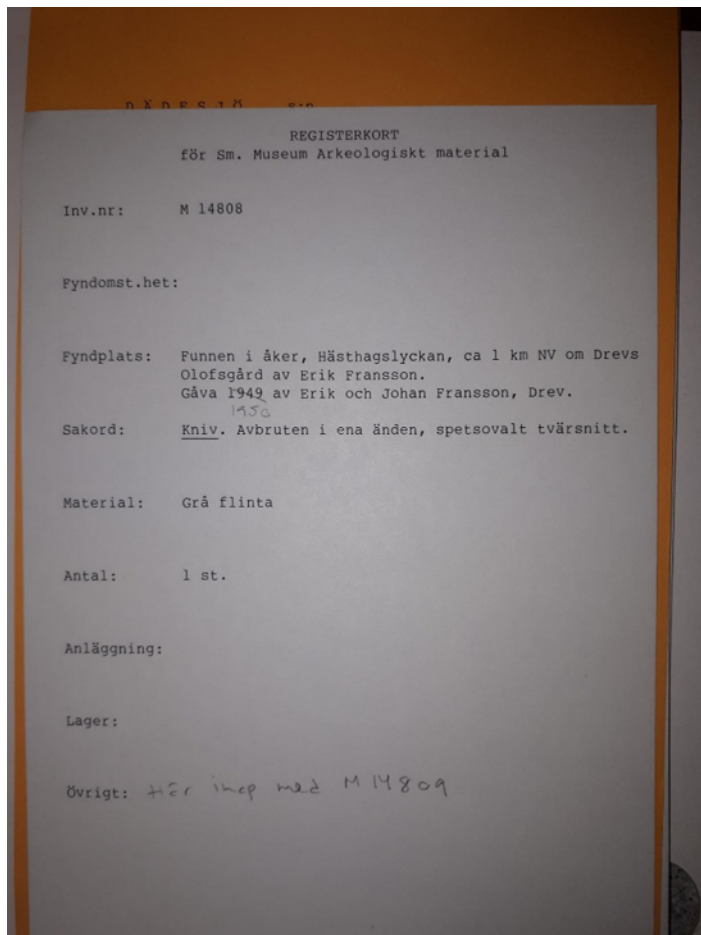 DÄDESJÖ s:n
REGISTERKORT
för Sm. Museum Arkeologiskt material
Inv.nr: M 14808
Fyndomst.het:
Fyndplats: Funnen i åker, Hästhagslyckan, ca 1 km NV om Drevs
Olofsgård av Erik Fransson.
Gåva 1949 av Erik och Johan Fransson, Drev.
1950
Sakord: Kniv. Avbruten i ena änden, spetsovalt tvärsnitt.
Material: Grå flinta
Antal: 1 st.
Anläggning:
Lager:
Övrigt: Hör ihop med M 14809